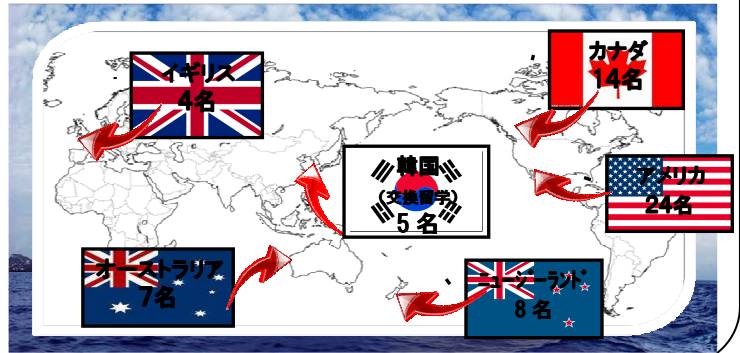 カナダ
14名
イギリス
4名
韓国
(交換留学)
5名
アメリカ
24名
オーストラリア
7名
ニュージーランド
8名